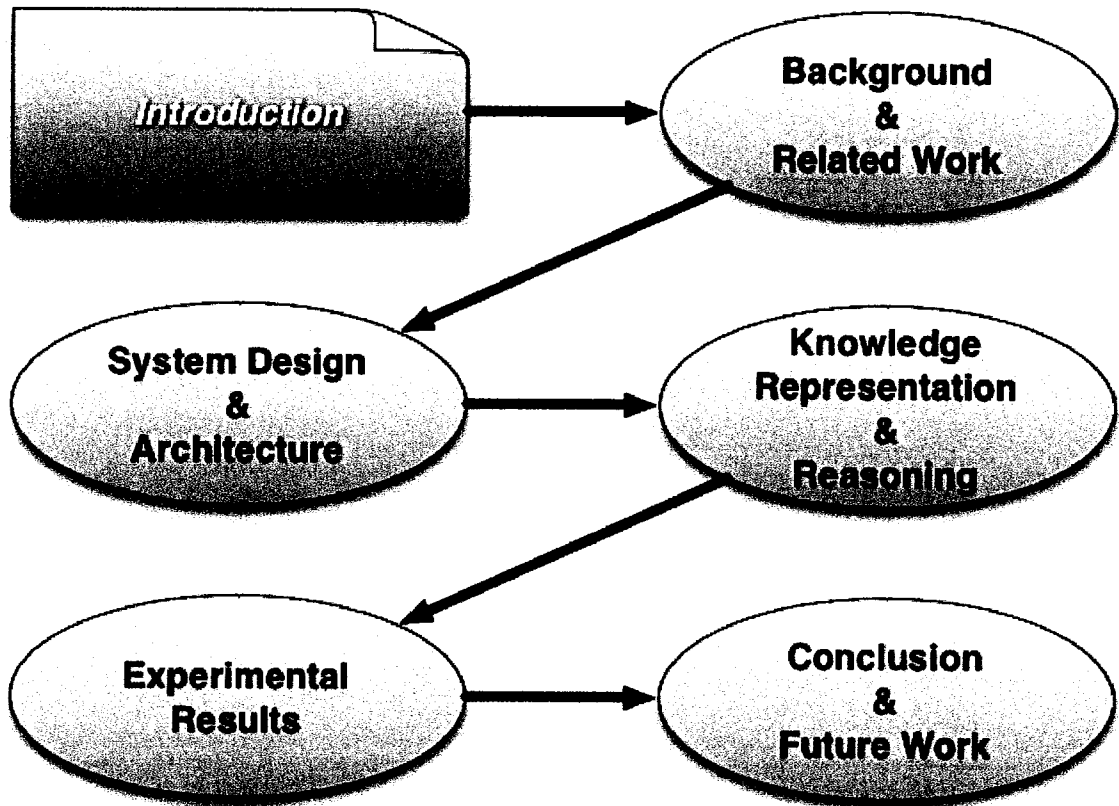 Introduction
Background
&
Related Work
System Design
&
Architecture
Knowledge
Representation
&
Reasoning
Experimental
Results
Conclusion
&
Future Work